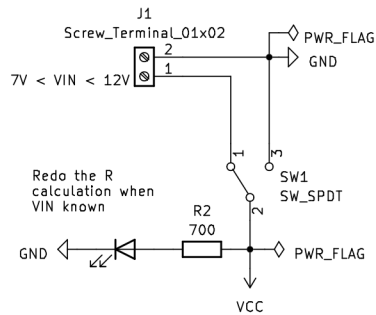 J1
Screw_Terminal_01x02
2
1
7V < VIN < 12V
PWR_FLAG
GND
1
3
SW1
SW_SPDT
2
Redo the R
calculation when
VIN known
R2
700
GND
PWR_FLAG
VCC